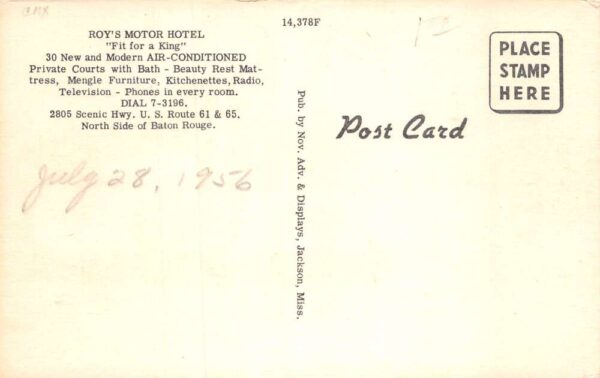 14,378F
ROY'S MOTOR HOTEL
"Fit for a King"
30 New and Modern AIR-CONDITIONED
Private Courts with Bath - Beauty Rest Mat-
tress, Mengle Furniture, Kitchenettes, Radio,
Television - Phones in every room.
DIAL 7-3196.
2805 Scenic Hwy. U. S. Route 61 & 65.
North Side of Baton Rouge.
July 28, 1956
Pub. by Nov. Adv. & Displays, Jackson, Miss.
Post Card
PLACE
STAMP
HERE